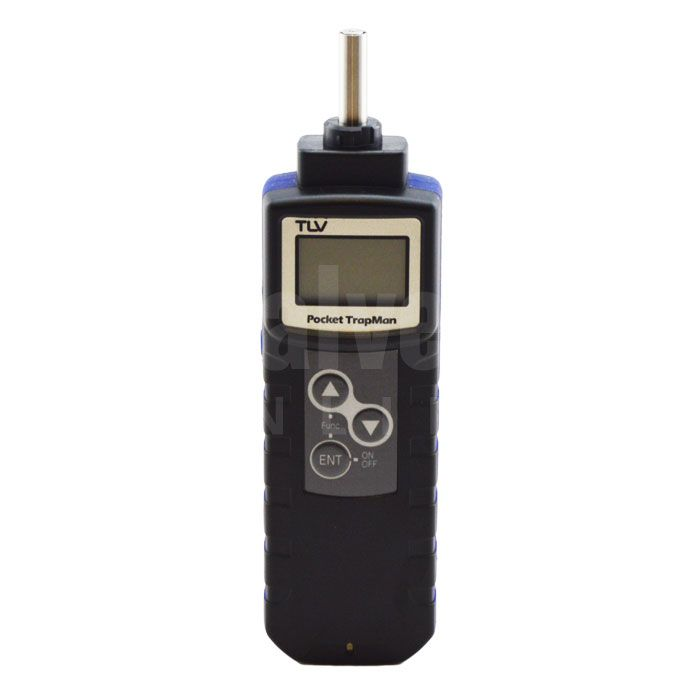 TLV
Pocket TrapMan
▲
▼
Func.
ENT
ON
OFF